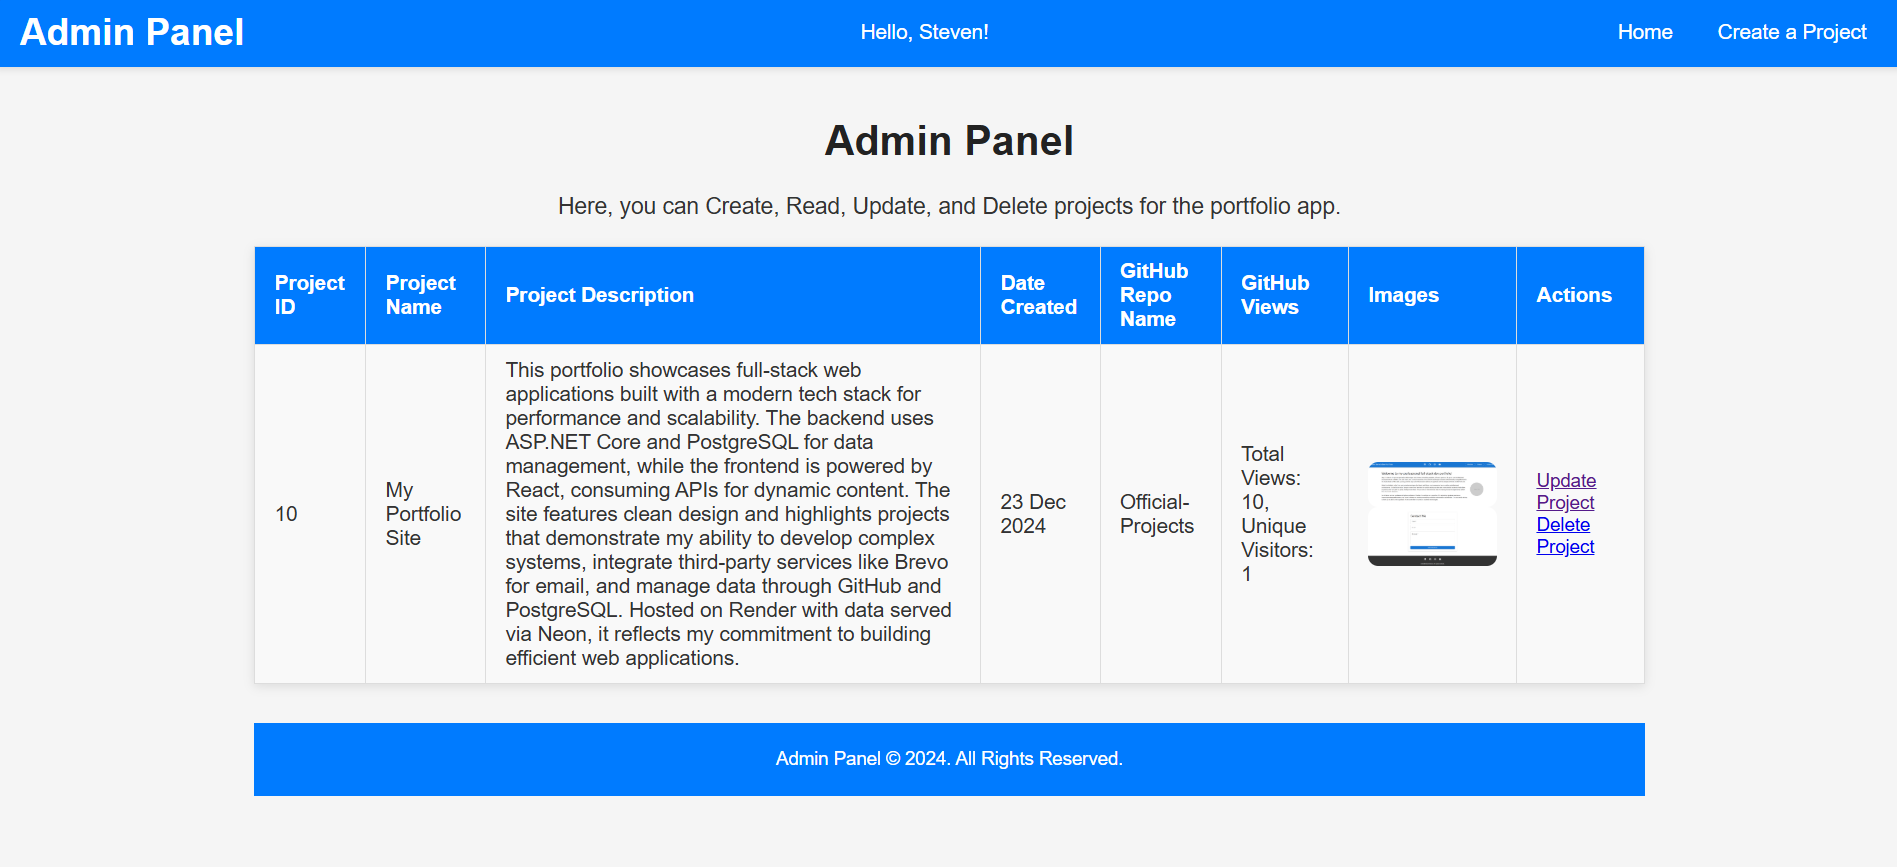 Admin Panel
Hello, Steven!
Home
Create a Project
Admin Panel
Here, you can Create, Read, Update, and Delete projects for the portfolio app.
Project
ID
Project
Name
Project Description
Date
Created
GitHub
Repo
Name
GitHub
Views
Images
Actions
10
My
Portfolio
Site
This portfolio showcases full-stack web
applications built with a modern tech stack for
performance and scalability. The backend uses
ASP.NET Core and PostgreSQL for data
management, while the frontend is powered by
React, consuming APIs for dynamic content. The
site features clean design and highlights projects
that demonstrate my ability to develop complex
systems, integrate third-party services like Brevo
for email, and manage data through GitHub and
PostgreSQL. Hosted on Render with data served
via Neon, it reflects my commitment to building
efficient web applications.
23 Dec
2024
Official-
Projects
Total
Views:
10,
Unique
Visitors:
1
Update
Project
Delete
Project
Admin Panel © 2024. All Rights Reserved.